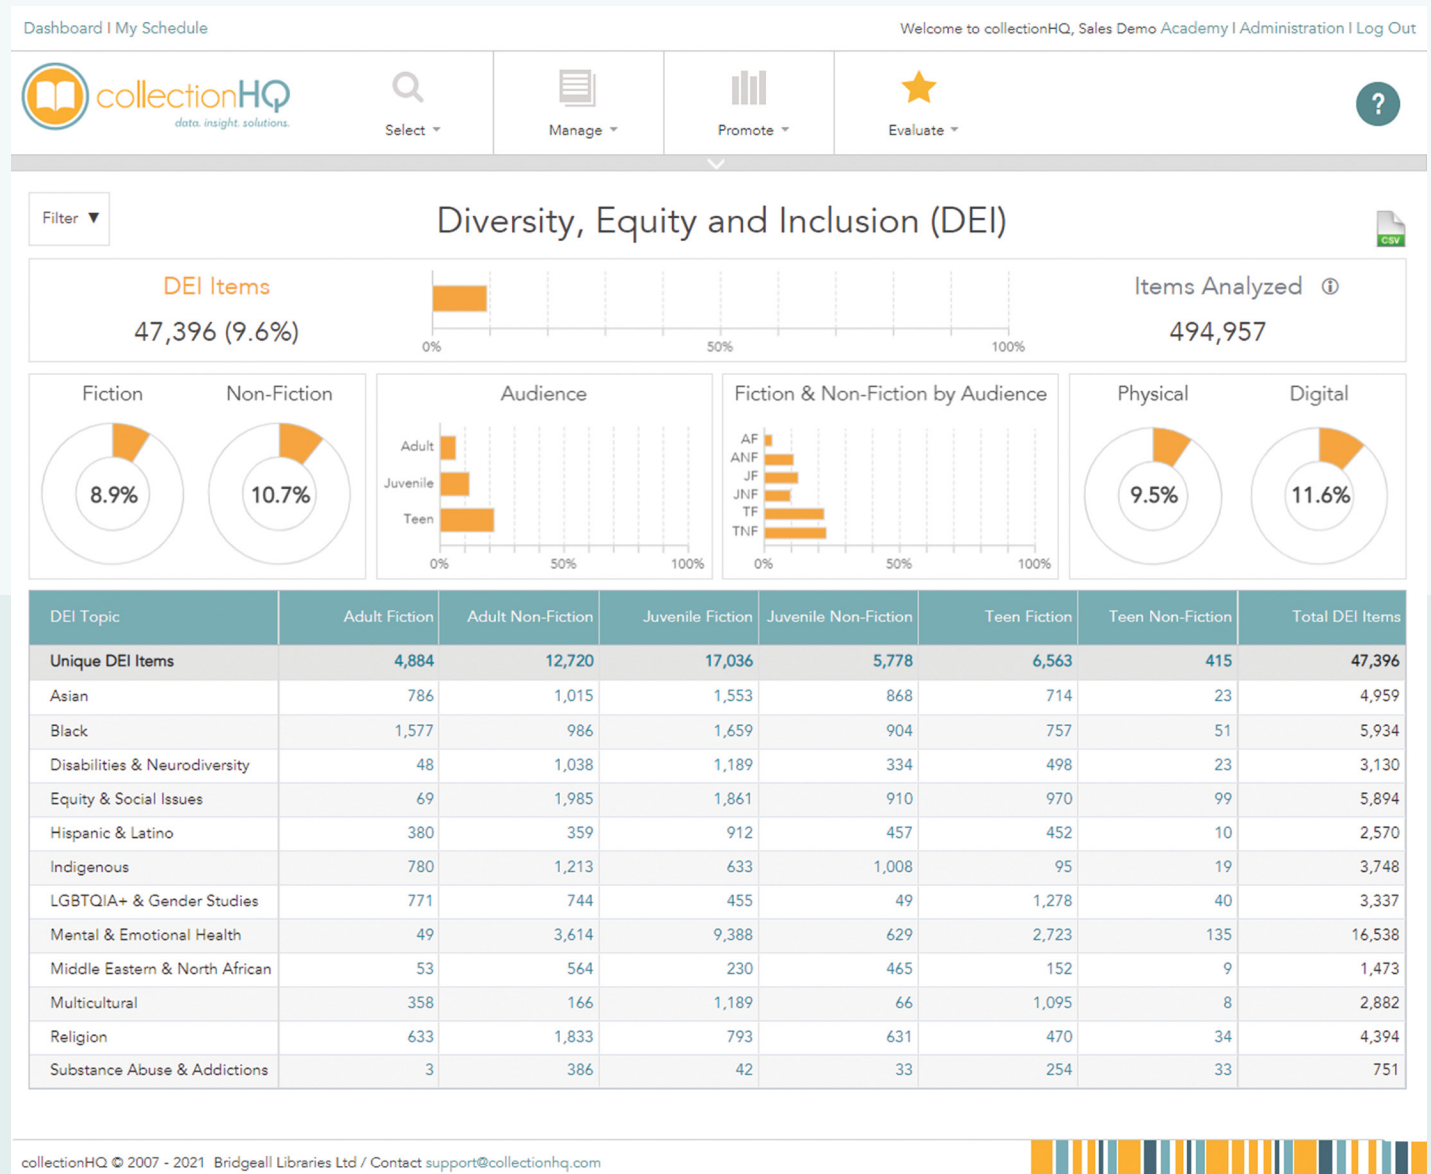 Dashboard | My Schedule
Welcome to collectionHQ, Sales Demo Academy | Administration | Log Out
collectionHQ
data. insight. solutions.
Select
Manage
Promote
Evaluate
?
Filter ▼
Diversity, Equity and Inclusion (DEI)
CSV
DEI Items
47,396 (9.6%)
0% 50% 100%
Items Analyzed
494,957
Fiction Non-Fiction
8.9% 10.7%
Audience
Adult
Juvenile
Teen
0% 50% 100%
Fiction & Non-Fiction by Audience
AF
ANF
JF
JNF
TF
TNF
0% 50% 100%
Physical Digital
9.5% 11.6%
DEI Topic Adult Fiction Adult Non-Fiction Juvenile Fiction Juvenile Non-Fiction Teen Fiction Teen Non-Fiction Total DEI Items
Unique DEI Items 4,884 12,720 17,036 5,778 6,563 415 47,396
Asian 786 1,015 1,553 868 714 23 4,959
Black 1,577 986 1,659 904 757 51 5,934
Disabilities & Neurodiversity 48 1,038 1,189 334 498 23 3,130
Equity & Social Issues 69 1,985 1,861 910 970 99 5,894
Hispanic & Latino 380 359 912 457 452 10 2,570
Indigenous 780 1,213 633 1,008 95 19 3,748
LGBTQIA+ & Gender Studies 771 744 455 49 1,278 40 3,337
Mental & Emotional Health 49 3,614 9,388 629 2,723 135 16,538
Middle Eastern & North African 53 564 230 465 152 9 1,473
Multicultural 358 166 1,189 66 1,095 8 2,882
Religion 633 1,833 793 631 470 34 4,394
Substance Abuse & Addictions 3 386 42 33 254 33 751
collectionHQ © 2007 - 2021 Bridgeall Libraries Ltd / Contact support@collectionhq.com